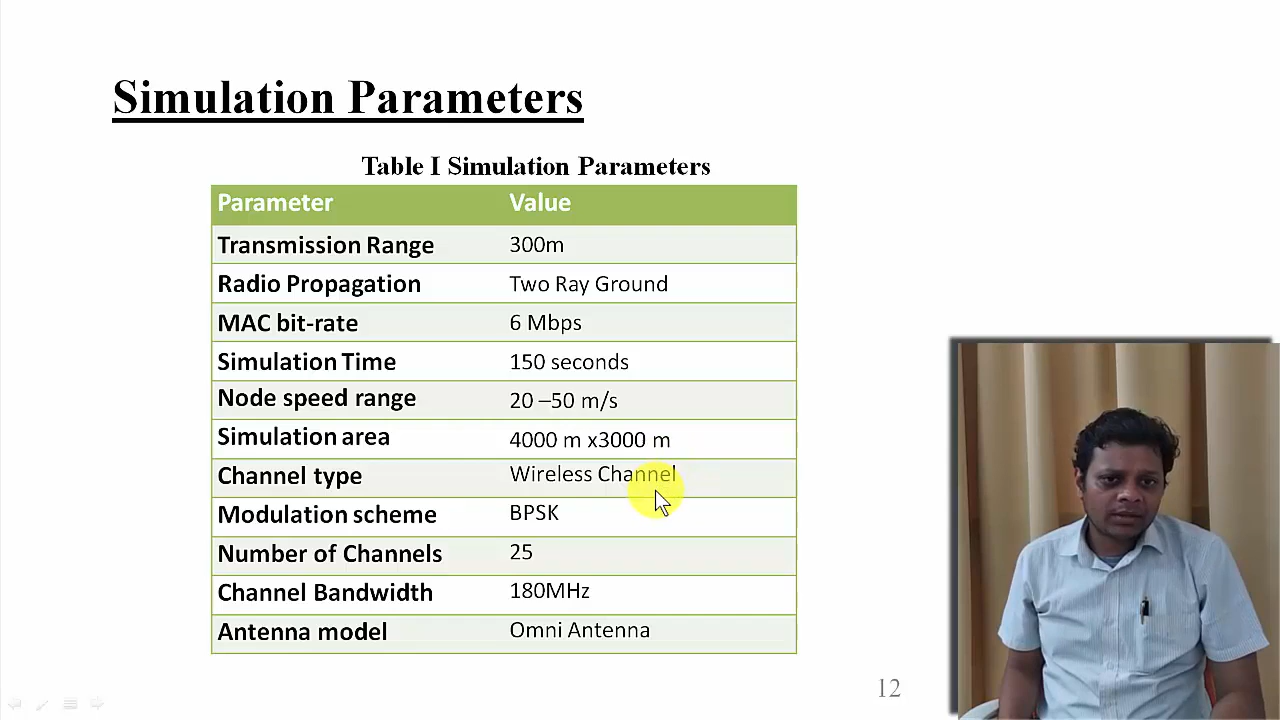 Simulation Parameters
Table I Simulation Parameters
Parameter Value
Transmission Range 300m
Radio Propagation Two Ray Ground
MAC bit-rate 6 Mbps
Simulation Time 150 seconds
Node speed range 20 –50 m/s
Simulation area 4000 m x3000 m
Channel type Wireless Channel
Modulation scheme BPSK
Number of Channels 25
Channel Bandwidth 180MHz
Antenna model Omni Antenna
12